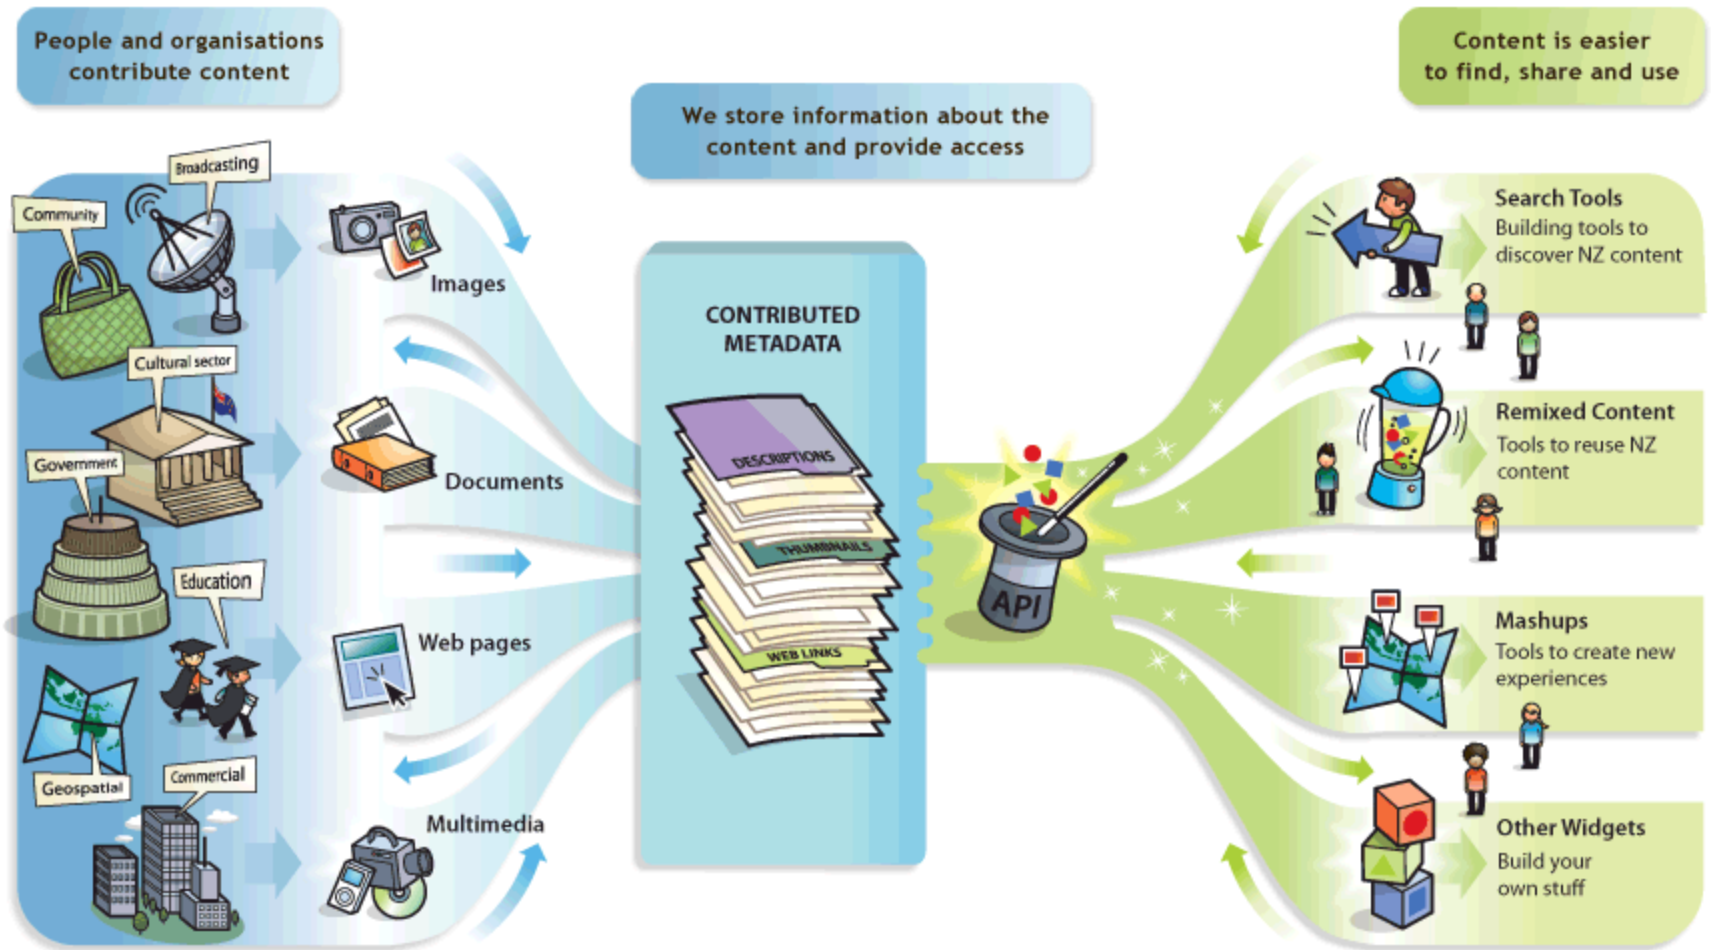 People and organisations
contribute content
We store information about the
content and provide access
Content is easier
to find, share and use
Broadcasting
Community
Cultural sector
Government
Education
Geospatial
Commercial
Images
Documents
Web pages
Multimedia
CONTRIBUTED
METADATA
DESCRIPTIONS
THUMBNAILS
WEB LINKS
API
Search Tools
Building tools to
discover NZ content
Remixed Content
Tools to reuse NZ
content
Mashups
Tools to create new
experiences
Other Widgets
Build your
own stuff